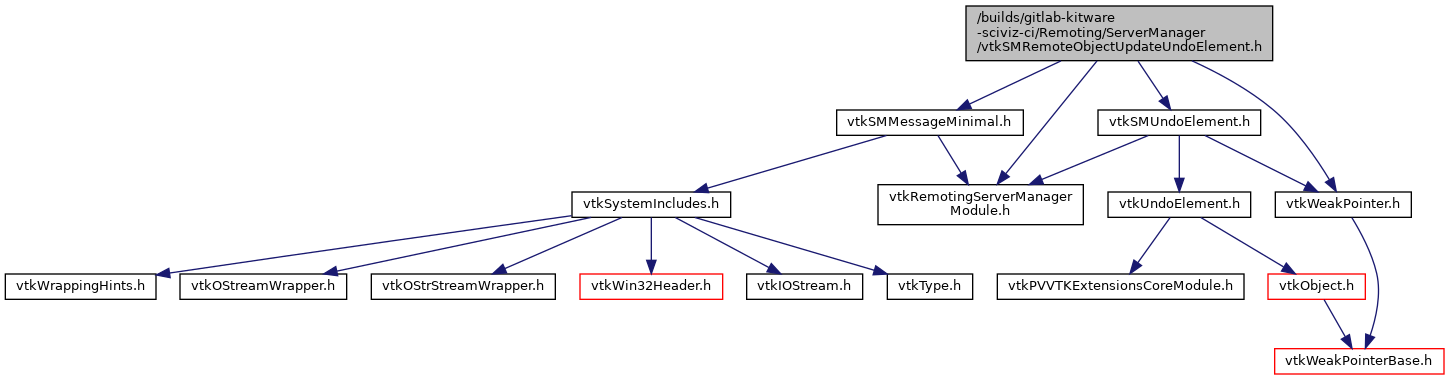 /builds/gitlab-kitware
-sciviz-ci/Remoting/ServerManager
/vtkSMRemoteObjectUpdateUndoElement.h
vtkSMMessageMinimal.h
vtkSMUndoElement.h
vtkSystemIncludes.h
vtkRemotingServerManager
Module.h
vtkUndoElement.h
vtkWeakPointer.h
vtkWrappingHints.h
vtkOStreamWrapper.h
vtkOStrStreamWrapper.h
vtkWin32Header.h
vtkIOStream.h
vtkType.h
vtkPVVTKExtensionsCoreModule.h
vtkObject.h
vtkWeakPointerBase.h